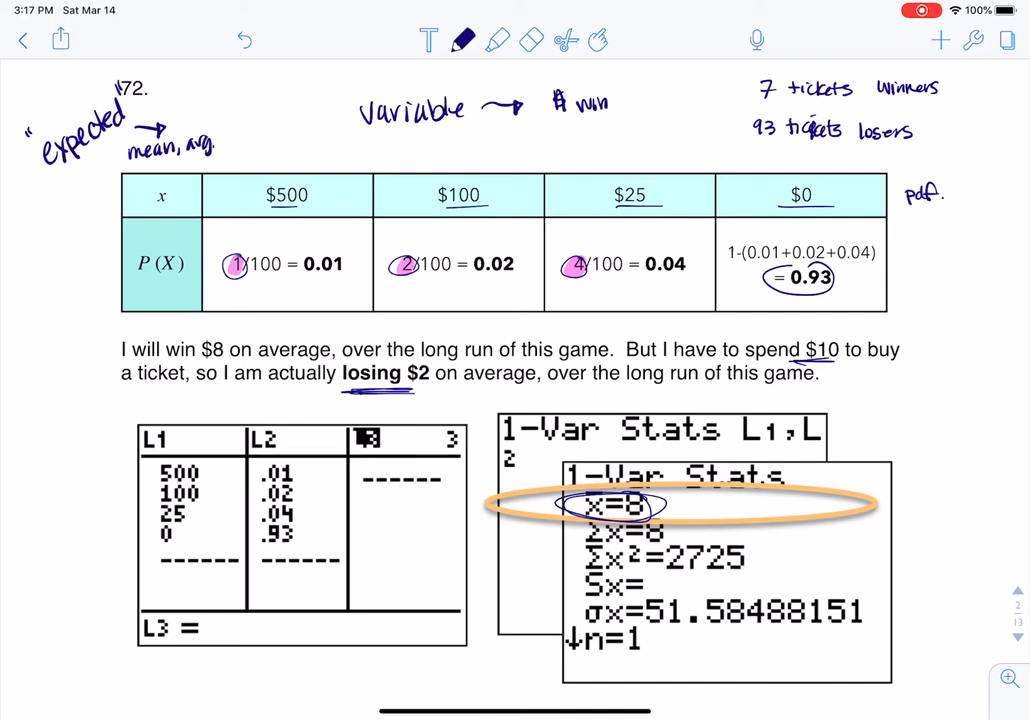 3:17 PM Sat Mar 14
100%
T
"72.
"expected
→ mean, avg.
variable → $ win
7 tickets winners
93 tickets losers
x $500 $100 $25 $0
pdf.
P (X) 1/100 = 0.01 2/100 = 0.02 4/100 = 0.04 1-(0.01+0.02+0.04)
= 0.93
I will win $8 on average, over the long run of this game. But I have to spend $10 to buy
a ticket, so I am actually losing $2 on average, over the long run of this game.
L1 L2 3
500 .01 ------
100 .02
25 .04
0 .93
------ ------
L3 =
1-Var Stats L1,L
2
1-Var Stats
x̄=8
Σx=8
Σx²=2725
Sx=
σx=51.58488151
↓n=1
2
13